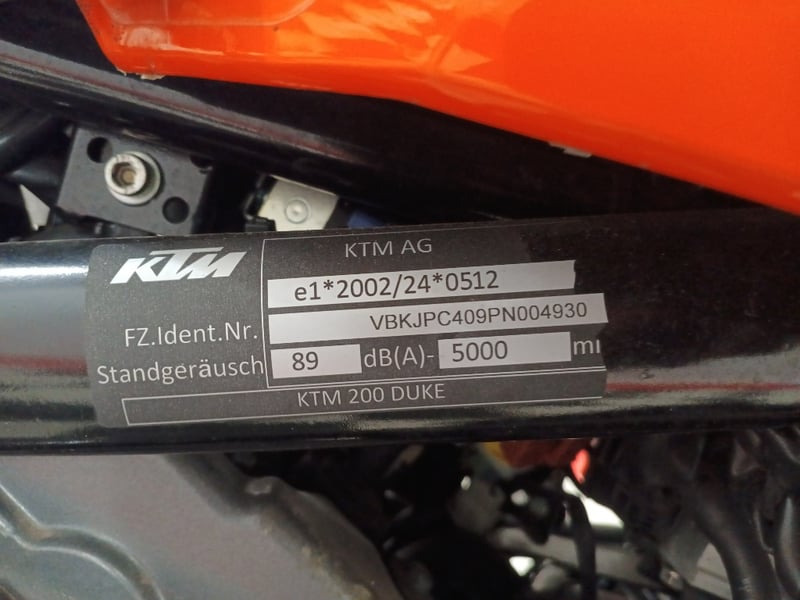 KTM
KTM AG
e1*2002/24*0512
FZ.Ident.Nr. VBKJPC409PN004930
Standgeräusch 89 dB(A)- 5000 mi
KTM 200 DUKE